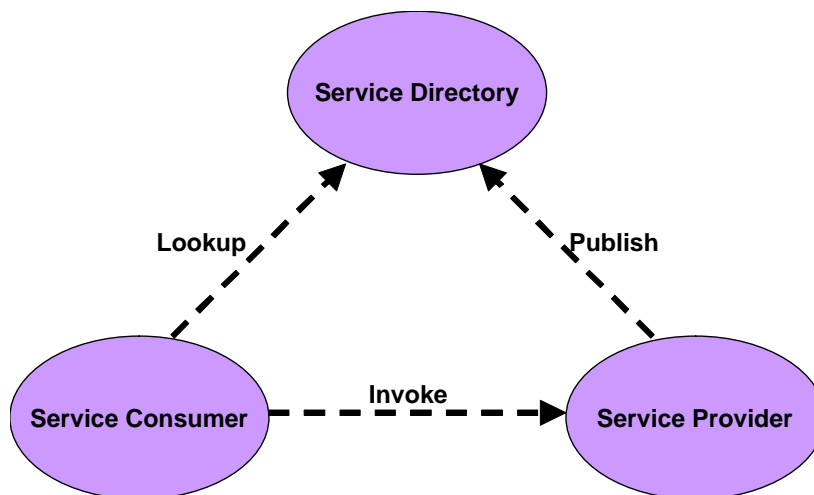 Service Directory
Lookup
Publish
Invoke
Service Consumer
Service Provider